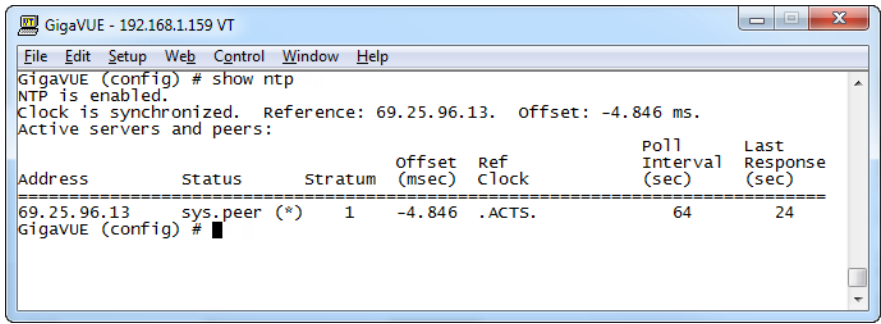 GigaVUE - 192.168.1.159 VT
File Edit Setup Web Control Window Help
GigaVUE (config) # show ntp
NTP is enabled.
Clock is synchronized. Reference: 69.25.96.13. Offset: -4.846 ms.
Active servers and peers:
Poll Last
Offset Ref Interval Response
Address Status Stratum (msec) Clock (sec) (sec)
================================================================================
69.25.96.13 sys.peer (*) 1 -4.846 .ACTS. 64 24
GigaVUE (config) #